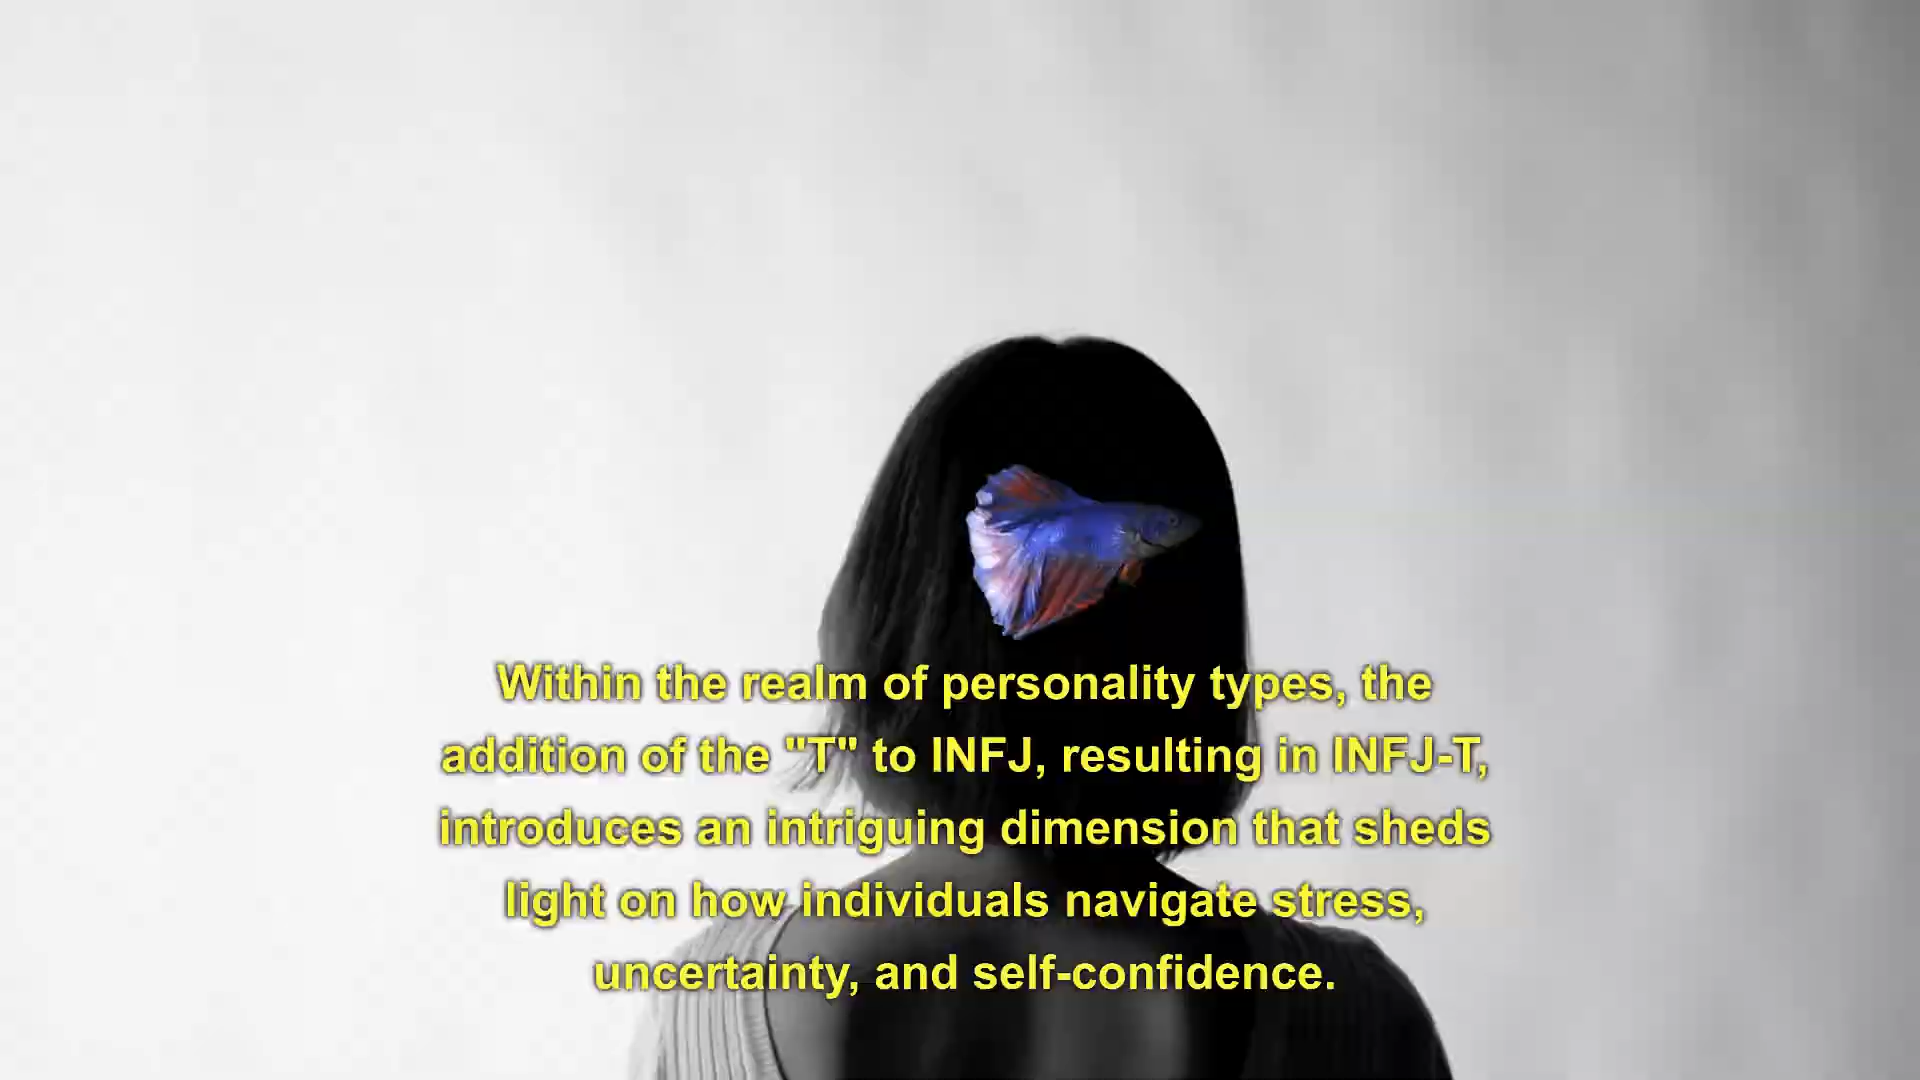 Within the realm of personality types, the
addition of the "T" to INFJ, resulting in INFJ-T,
introduces an intriguing dimension that sheds
light on how individuals navigate stress,
uncertainty, and self-confidence.